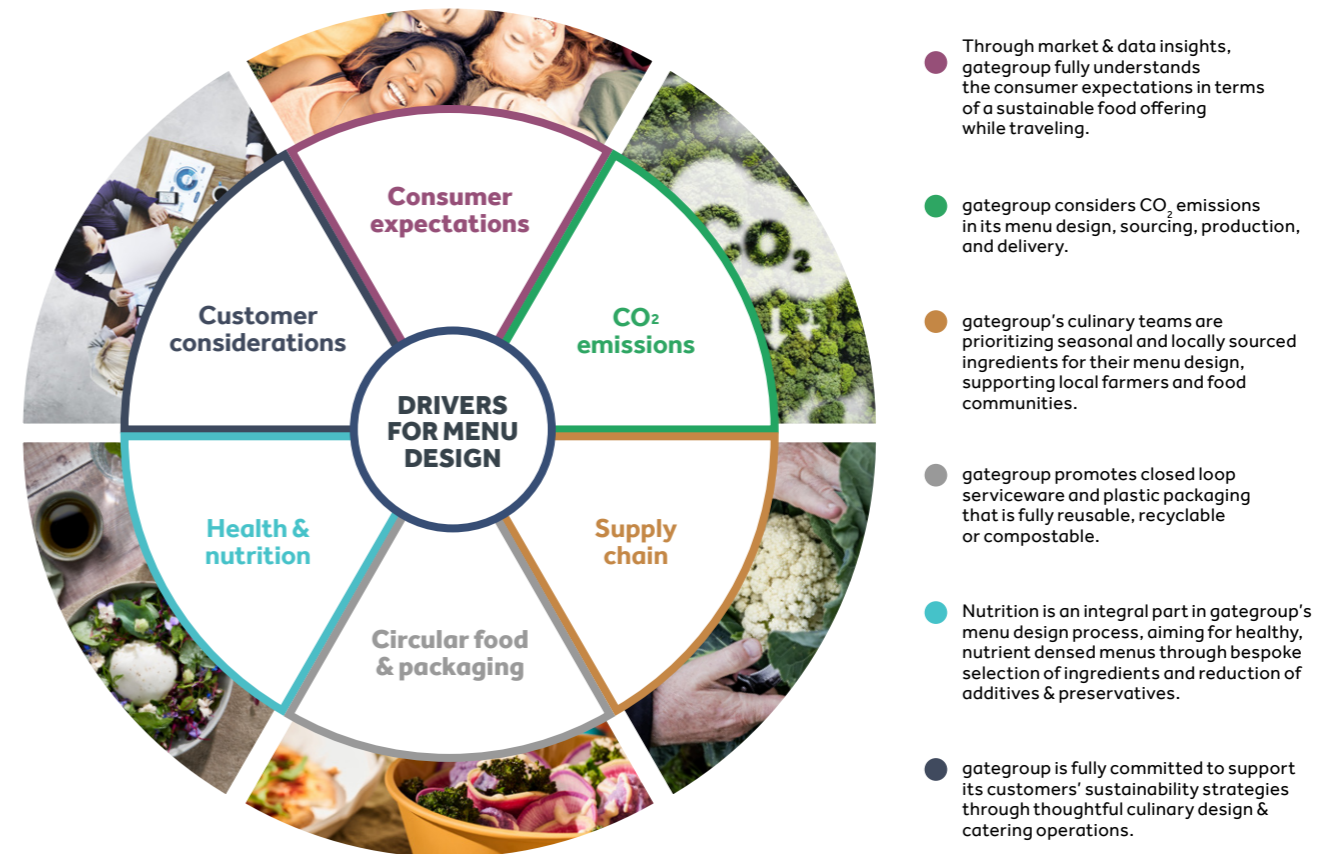 Consumer
expectations
Customer
considerations
CO₂
emissions
DRIVERS
FOR MENU
DESIGN
Health &
nutrition
Supply
chain
Circular food
& packaging
CO₂
Through market & data insights,
gategroup fully understands
the consumer expectations in terms
of a sustainable food offering
while traveling.
gategroup considers CO₂ emissions
in its menu design, sourcing, production,
and delivery.
gategroup's culinary teams are
prioritizing seasonal and locally sourced
ingredients for their menu design,
supporting local farmers and food
communities.
gategroup promotes closed loop
serviceware and plastic packaging
that is fully reusable, recyclable
or compostable.
Nutrition is an integral part in gategroup's
menu design process, aiming for healthy,
nutrient densed menus through bespoke
selection of ingredients and reduction of
additives & preservatives.
gategroup is fully committed to support
its customers' sustainability strategies
through thoughtful culinary design &
catering operations.